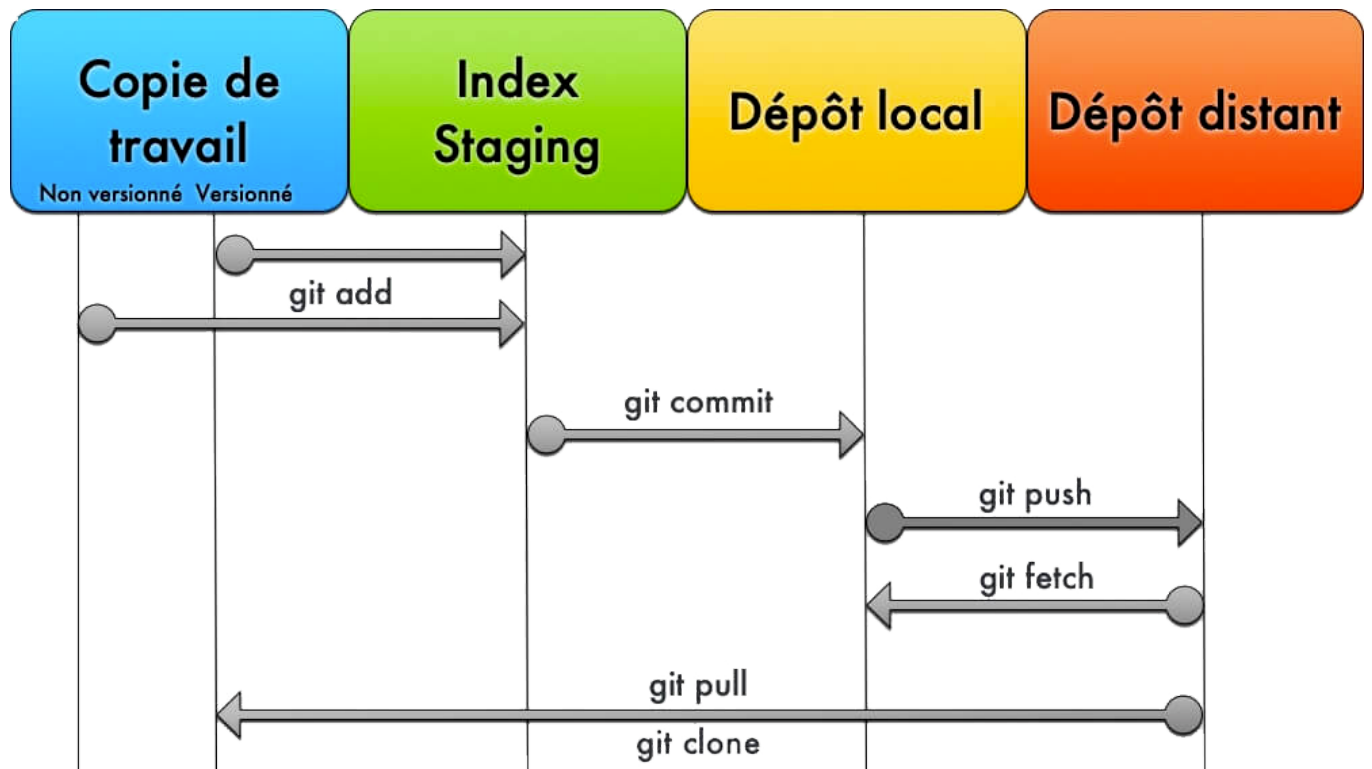 Copie de
travail
Non versionné Versionné
Index
Staging
Dépôt local
Dépôt distant
git add
git commit
git push
git fetch
git pull
git clone